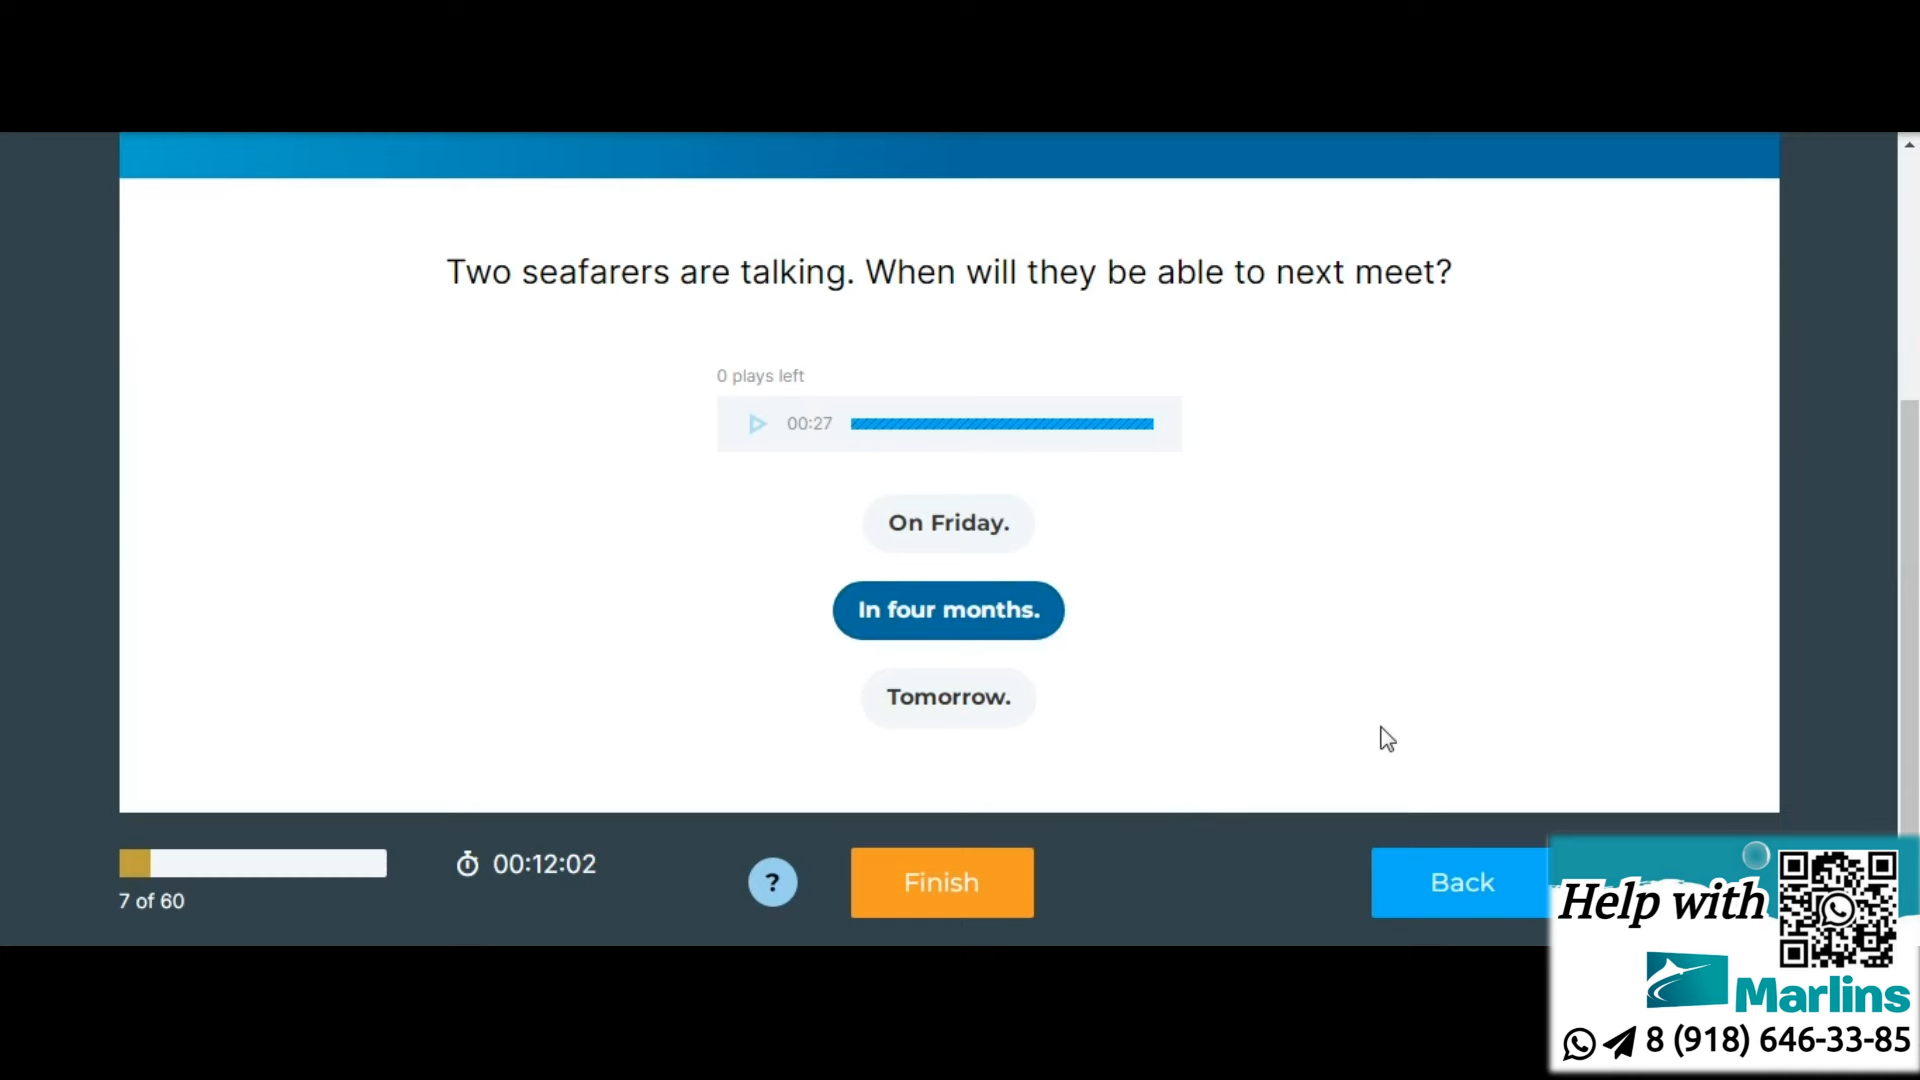 Two seafarers are talking. When will they be able to next meet?
0 plays left
00:27
On Friday.
In four months.
Tomorrow.
7 of 60
00:12:02
?
Finish
Back
Help with
Marlins
8 (918) 646-33-85